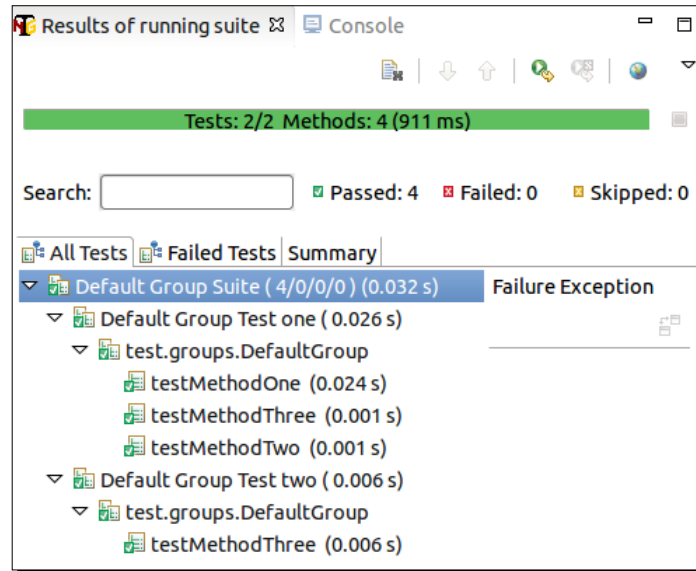 Results of running suite Console
Tests: 2/2 Methods: 4 (911 ms)
Search: Passed: 4 Failed: 0 Skipped: 0
All Tests Failed Tests Summary
Default Group Suite ( 4/0/0/0 ) (0.032 s) Failure Exception
Default Group Test one ( 0.026 s)
test.groups.DefaultGroup
testMethodOne (0.024 s)
testMethodThree (0.001 s)
testMethodTwo (0.001 s)
Default Group Test two ( 0.006 s)
test.groups.DefaultGroup
testMethodThree (0.006 s)